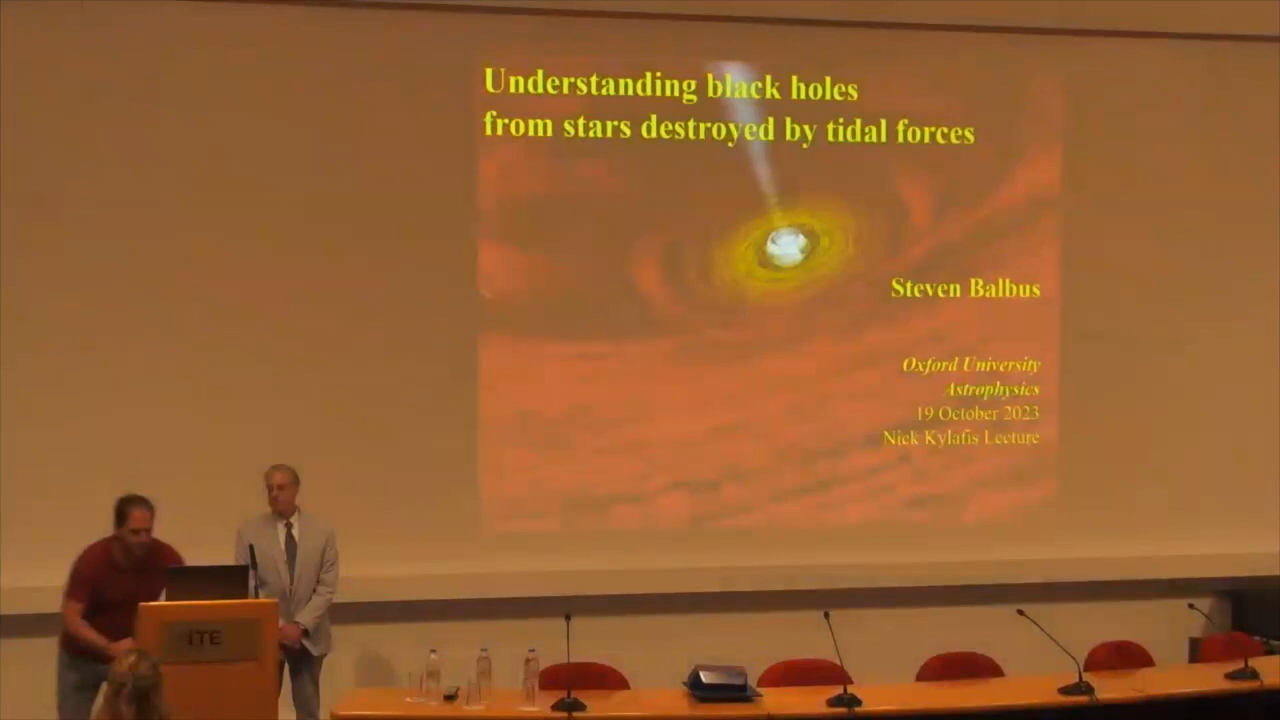 Understanding black holes
from stars destroyed by tidal forces
Steven Balbus
Oxford University
Astrophysics
19 October 2023
Nick Kylafis Lecture
ITE